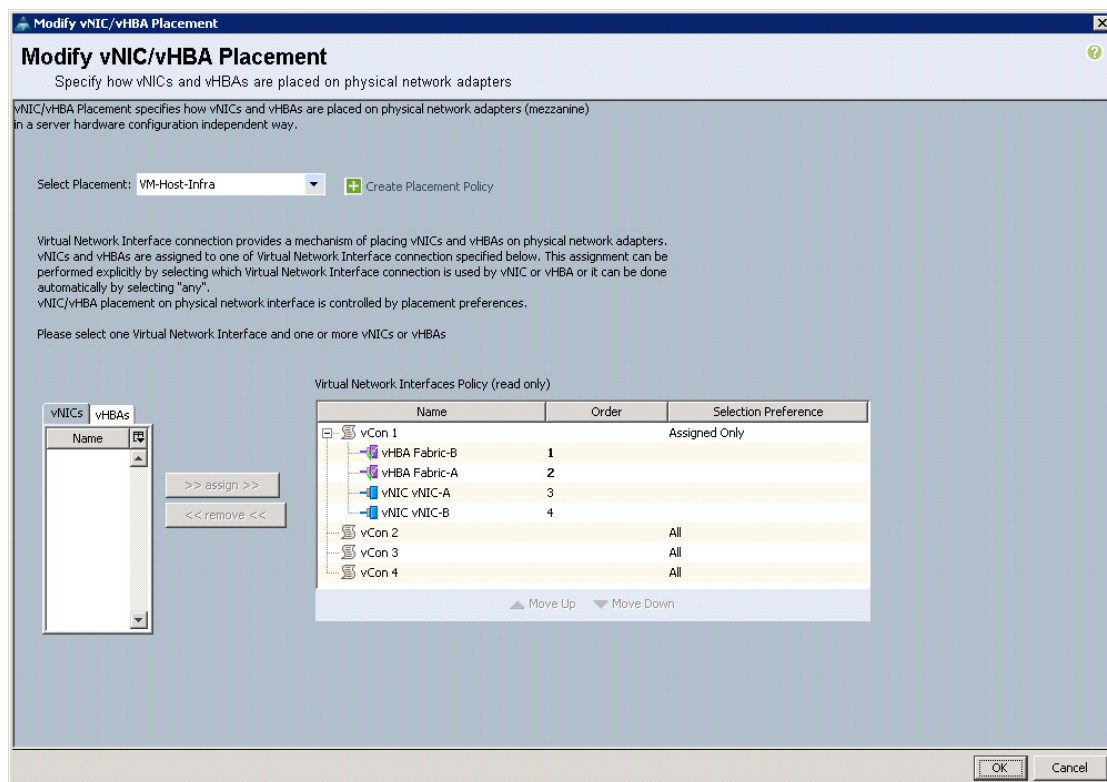 Modify vNIC/vHBA Placement
Modify vNIC/vHBA Placement
Specify how vNICs and vHBAs are placed on physical network adapters
vNIC/vHBA Placement specifies how vNICs and vHBAs are placed on physical network adapters (mezzanine)
in a server hardware configuration independent way.
Select Placement: VM-Host-Infra Create Placement Policy
Virtual Network Interface connection provides a mechanism of placing vNICs and vHBAs on physical network adapters.
vNICs and vHBAs are assigned to one of Virtual Network Interface connection specified below. This assignment can be
performed explicitly by selecting which Virtual Network Interface connection is used by vNIC or vHBA or it can be done
automatically by selecting "any".
vNIC/vHBA placement on physical network interface is controlled by placement preferences.
Please select one Virtual Network Interface and one or more vNICs or vHBAs
Virtual Network Interfaces Policy (read only)
vNICs vHBAs
Name
>> assign >>
<< remove <<
Name Order Selection Preference
vCon 1 Assigned Only
vHBA Fabric-B 1
vHBA Fabric-A 2
vNIC vNIC-A 3
vNIC vNIC-B 4
vCon 2 All
vCon 3 All
vCon 4 All
Move Up Move Down
OK Cancel